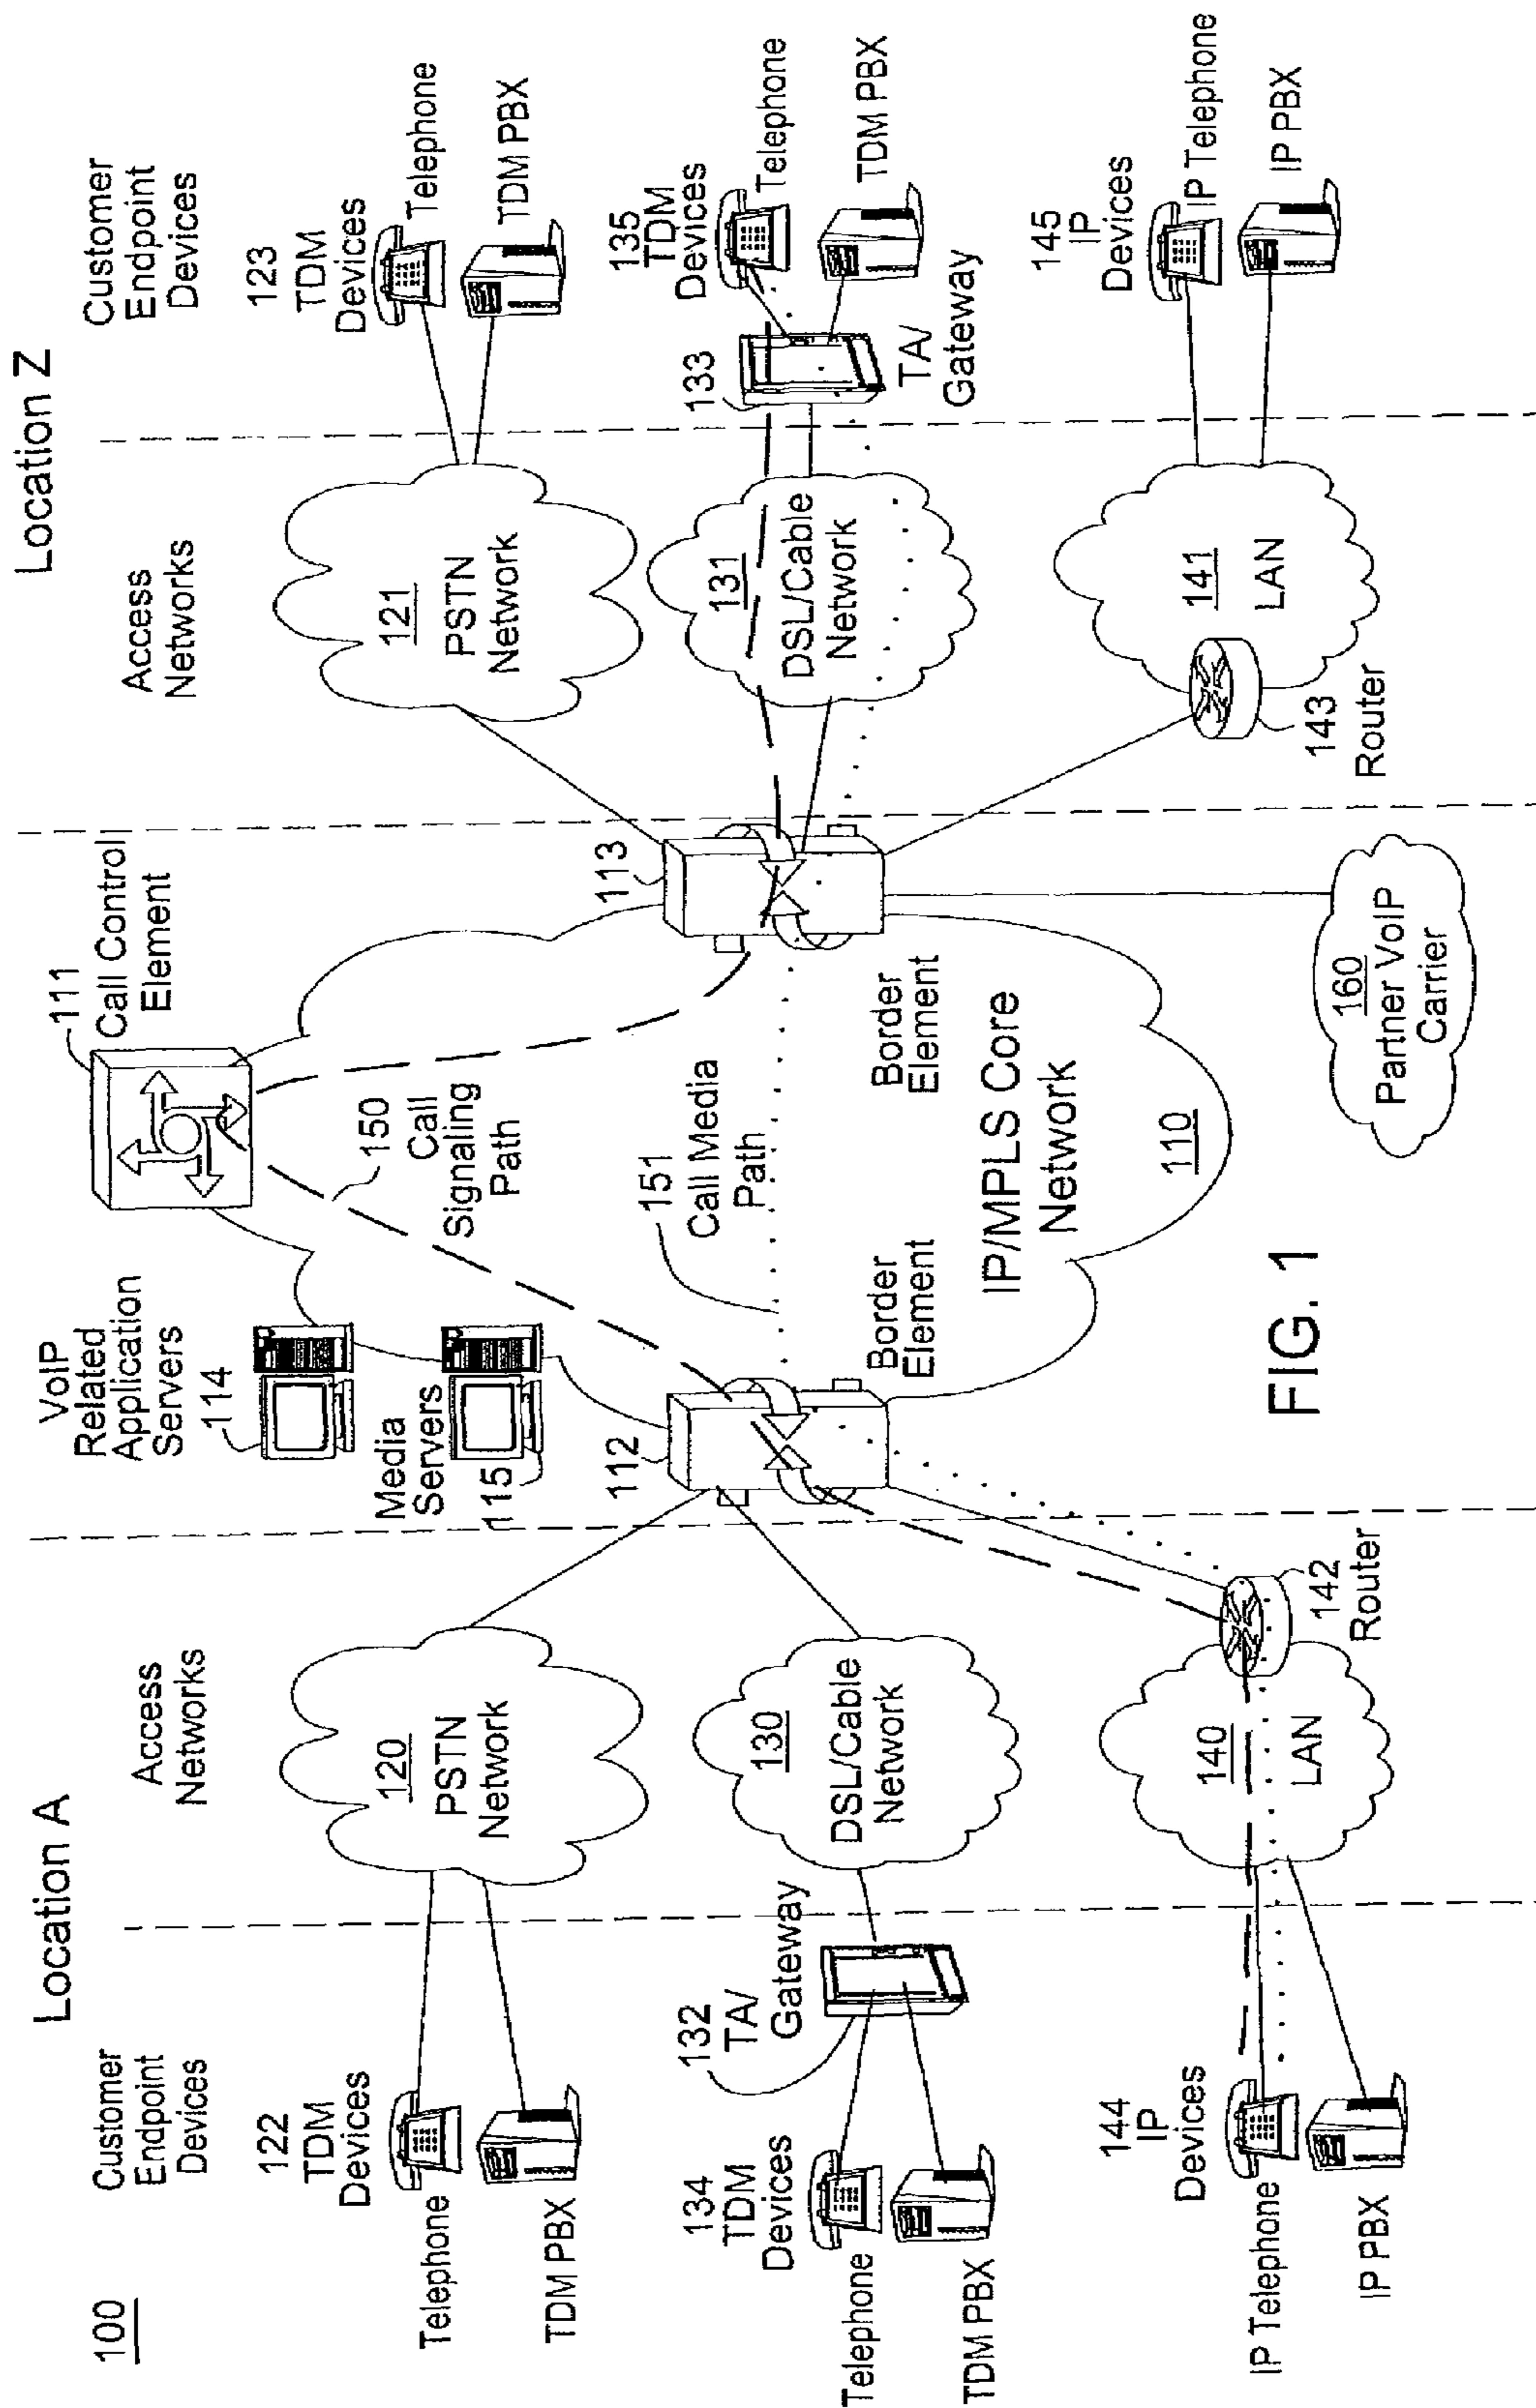 100
Location A
Location Z
Customer
Endpoint
Devices
Access
Networks
VoIP
Related
Application
Servers
114
111
Call Control
Element
Access
Networks
Customer
Endpoint
Devices
122
TDM
Devices
Telephone
TDM PBX
120
PSTN
Network
Media
Servers
115
112
150
Call
Signaling
Path
113
121
PSTN
Network
123
TDM
Devices
Telephone
TDM PBX
134
TDM
Devices
Telephone
TDM PBX
132
TA/
Gateway
130
DSL/Cable
Network
151
Call Media
Path
Border
Element
Border
Element
131
DSL/Cable
Network
133
TA/
Gateway
135
TDM
Devices
Telephone
TDM PBX
IP/MPLS Core
Network
110
144
IP
Devices
IP Telephone
IP PBX
140
LAN
142
Router
160
Partner VoIP
Carrier
143
Router
141
LAN
145
IP
Devices
IP Telephone
IP PBX
FIG. 1